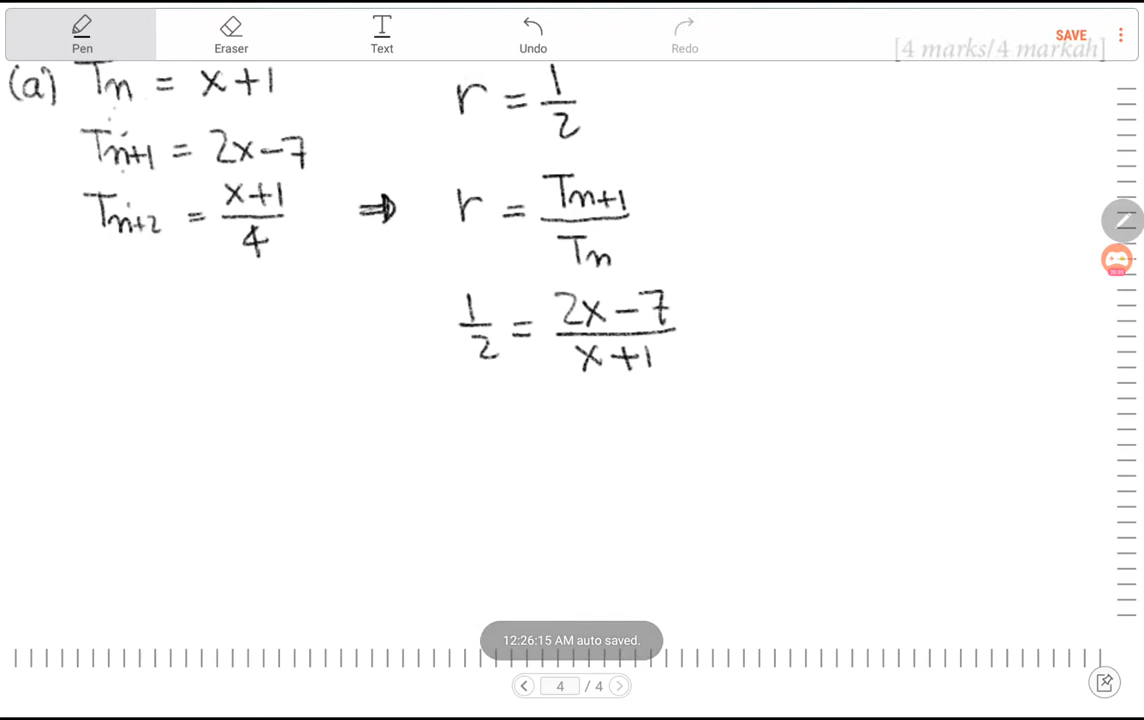 Pen Eraser Text Undo Redo SAVE
[4 marks/4 markah]
(a) Tn = x+1
Tn+1 = 2x-7
Tn+2 = x+1/4 ⇒
r = 1/2
r = Tn+1/Tn
1/2 = 2x-7/x+1
12:26:15 AM auto saved.
4 / 4